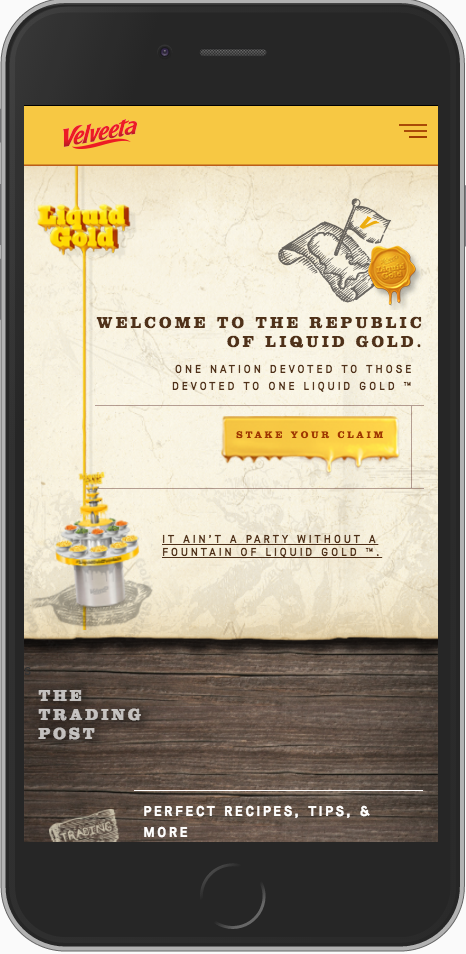 Velveeta
Liquid
Gold
WELCOME TO THE REPUBLIC
OF LIQUID GOLD.
ONE NATION DEVOTED TO THOSE
DEVOTED TO ONE LIQUID GOLD ™
STAKE YOUR CLAIM
IT AIN'T A PARTY WITHOUT A
FOUNTAIN OF LIQUID GOLD ™.
THE
TRADING
POST
PERFECT RECIPES, TIPS, &
MORE
TRADING